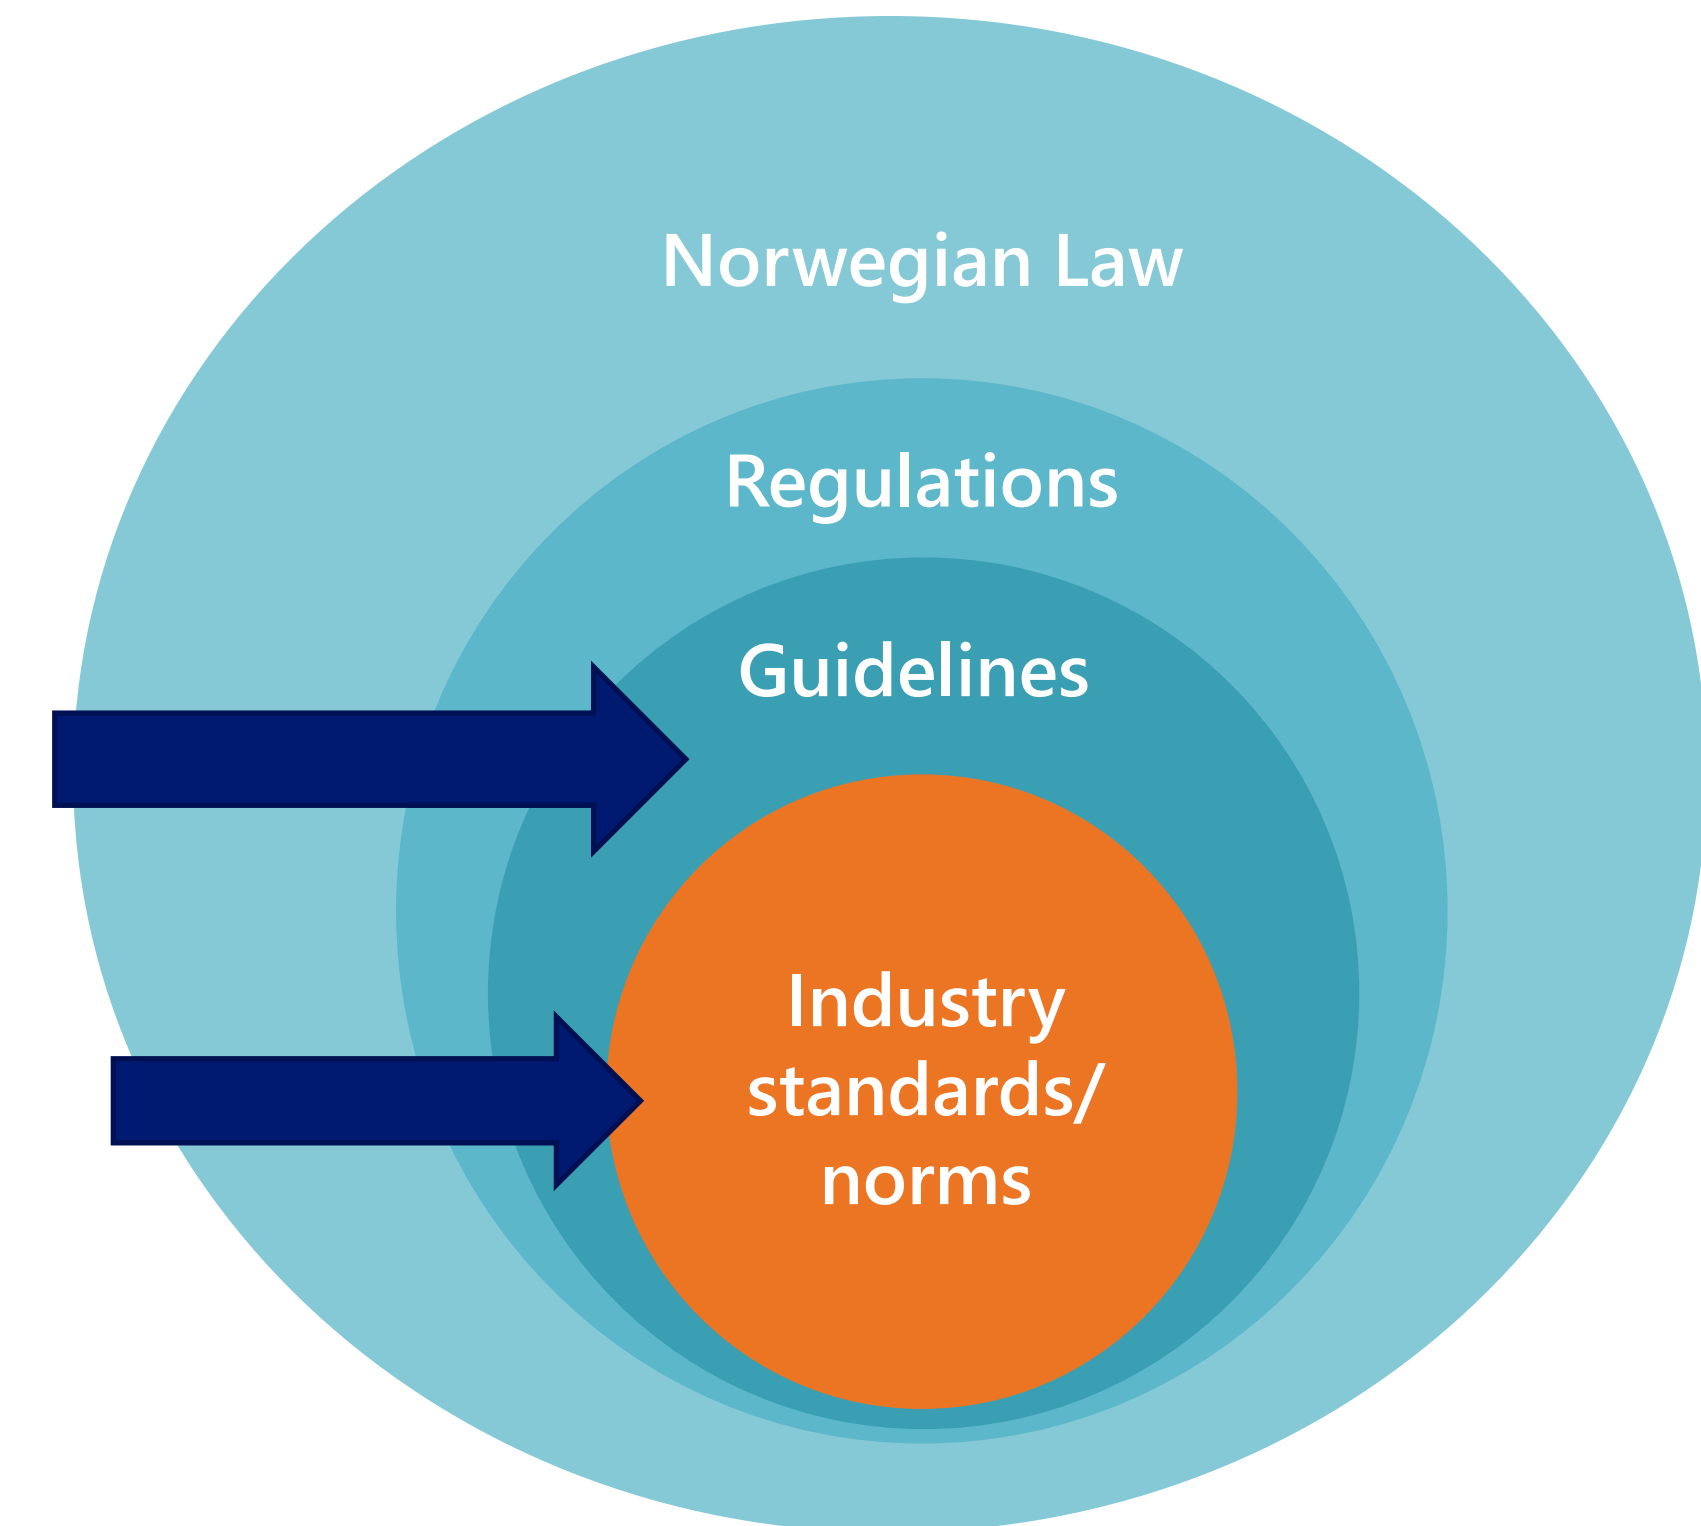 Norwegian Law
Regulations
Guidelines
Industry
standards/
norms